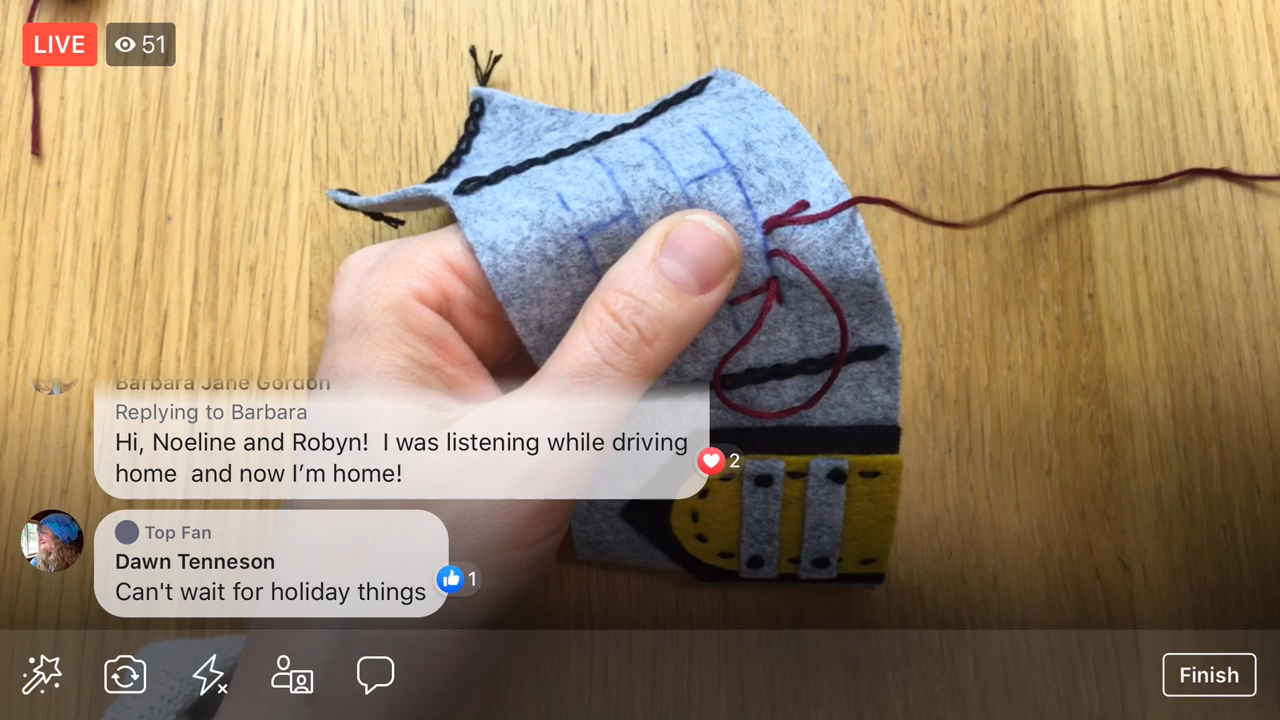 LIVE
51
Barbara Jane Gordon
Replying to Barbara
Hi, Noeline and Robyn!  I was listening while driving
home  and now I’m home!
2
Top Fan
Dawn Tenneson
Can't wait for holiday things
1
Finish